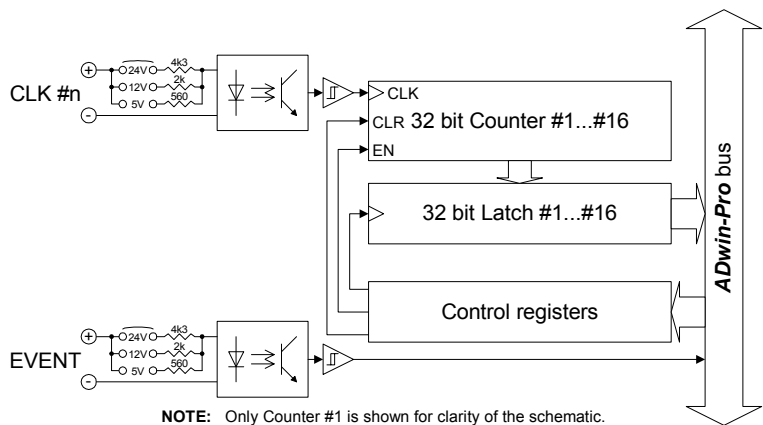 CLK #n
24V
4k3
12V
2k
5V
560
CLK
CLR
EN
32 bit Counter #1...#16
32 bit Latch #1...#16
Control registers
ADwin-Pro bus
EVENT
24V
4k3
12V
2k
5V
560
NOTE: Only Counter #1 is shown for clarity of the schematic.